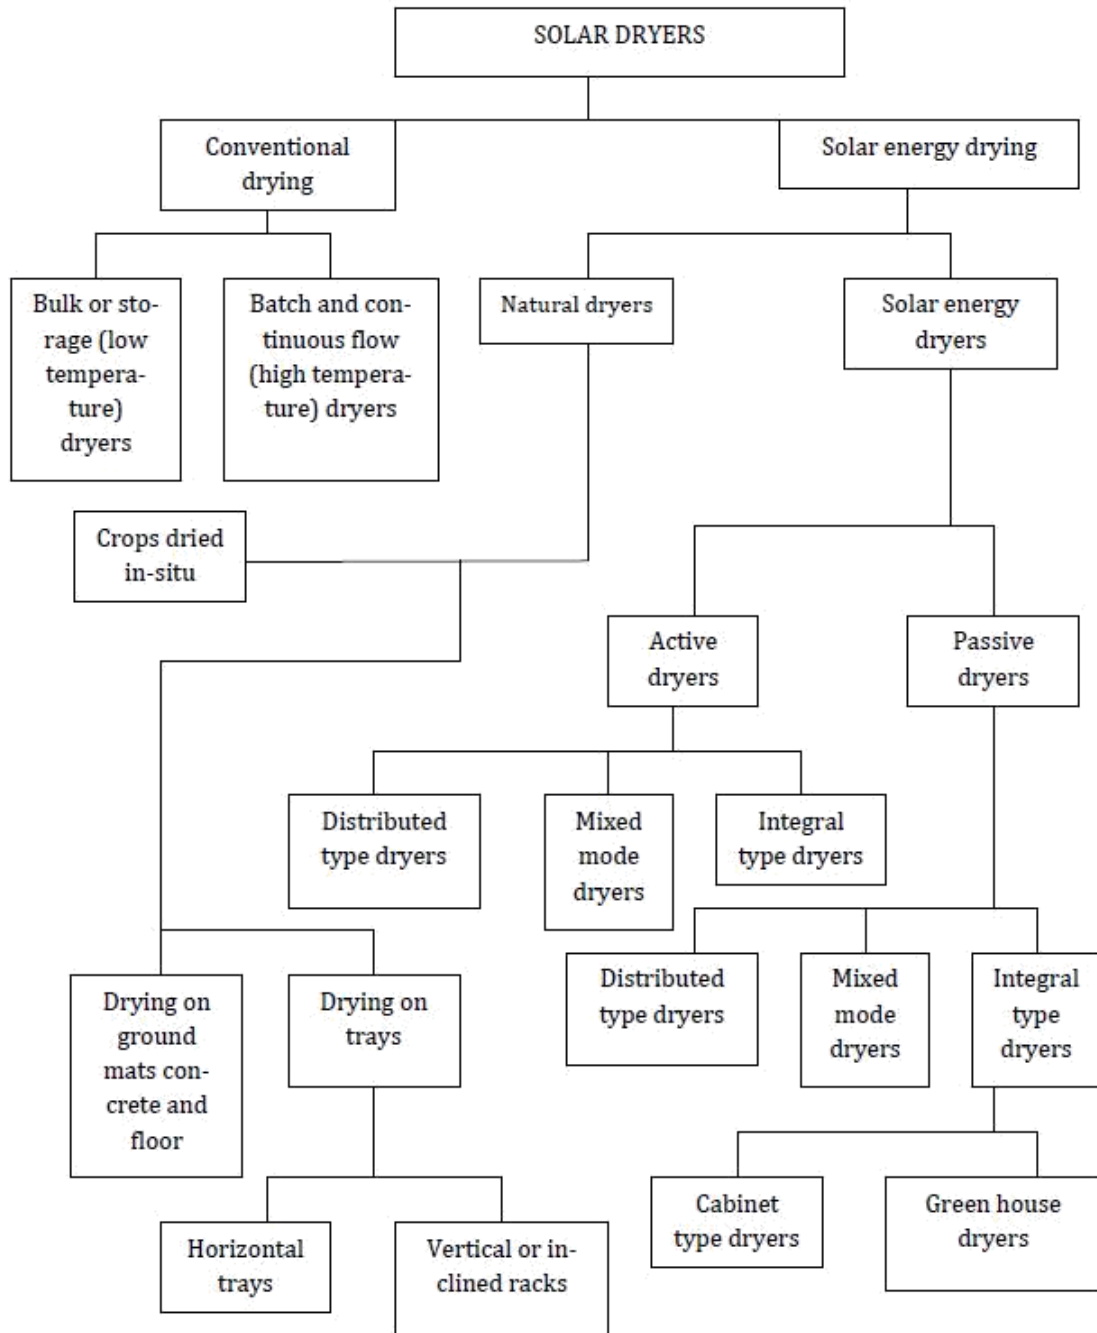 SOLAR DRYERS
Conventional
drying
Solar energy drying
Bulk or sto-
rage (low
tempera-
ture)
dryers
Batch and con-
tinuous flow
(high tempera-
ture) dryers
Natural dryers
Solar energy
dryers
Crops dried
in-situ
Active
dryers
Passive
dryers
Distributed
type dryers
Mixed
mode
dryers
Integral
type dryers
Distributed
type dryers
Mixed
mode
dryers
Integral
type
dryers
Drying on
ground
mats con-
crete and
floor
Drying on
trays
Cabinet
type dryers
Green house
dryers
Horizontal
trays
Vertical or in-
clined racks